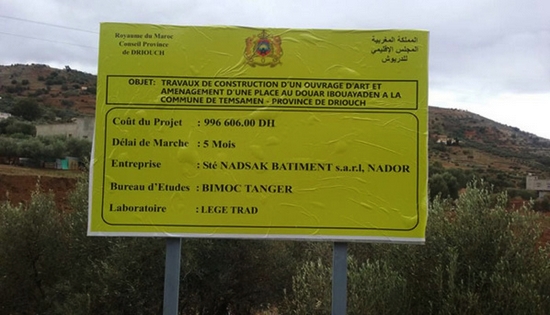 Royaume du Maroc
Conseil Province
de DRIOUCH
المملكة المغربية
المجلس الإقليمي
للدريوش
OBJET: TRAVAUX DE CONSTRUCTION D'UN OUVRAGE D'ART ET
AMENAGEMENT D'UNE PLACE AU DOUAR IBOUAYADEN A LA
COMMUNE DE TEMSAMEN - PROVINCE DE DRIOUCH
Coût du Projet : 996 606.00 DH
Délai de Marche : 5 Mois
Entreprise : Sté NADSAK BATIMENT s.a.r.l, NADOR
Bureau d'Etudes : BIMOC TANGER
Laboratoire : LEGE TRAD